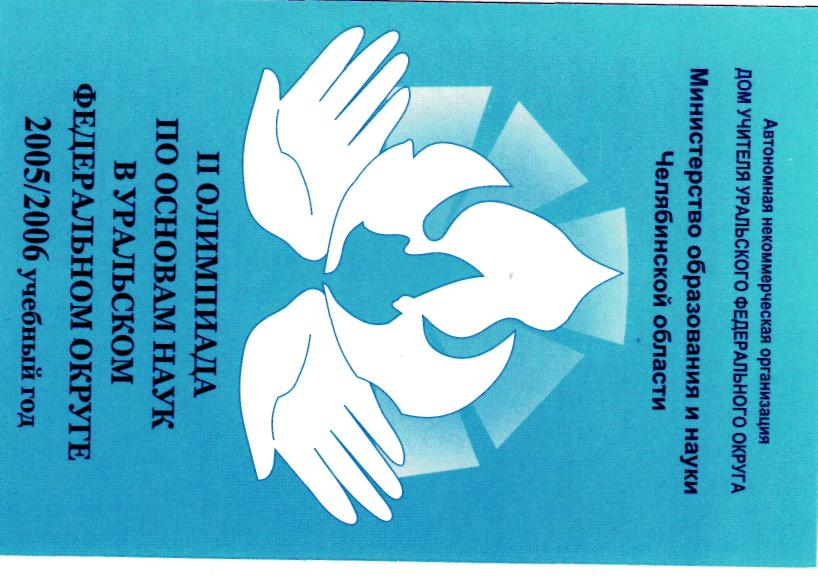 Автономная некоммерческая организация
ДОМ УЧИТЕЛЯ УРАЛЬСКОГО ФЕДЕРАЛЬНОГО ОКРУГА
Министерство образования и науки
Челябинской области
II ОЛИМПИАДА
ПО ОСНОВАМ НАУК
В УРАЛЬСКОМ
ФЕДЕРАЛЬНОМ ОКРУГЕ
2005/2006 учебный год